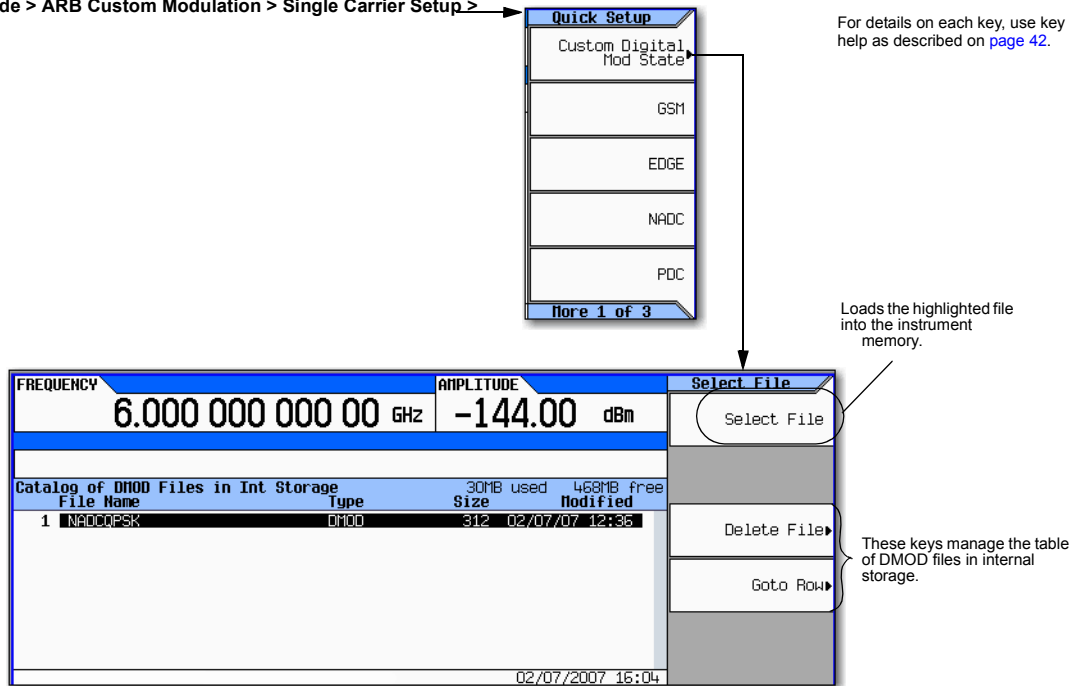 de > ARB Custom Modulation > Single Carrier Setup >
Quick Setup
Custom Digital
Mod State
GSM
EDGE
NADC
PDC
More 1 of 3
For details on each key, use key
help as described on page 42.
Loads the highlighted file
into the instrument
memory.
FREQUENCY
6.000 000 000 00 GHz
AMPLITUDE
-144.00 dBm
Select File
Select File
Catalog of DMOD Files in Int Storage 30MB used 468MB free
File Name Type Size Modified
1 NADCQPSK DMOD 312 02/07/07 12:36
Delete File
Goto Row
These keys manage the table
of DMOD files in internal
storage.
02/07/2007 16:04